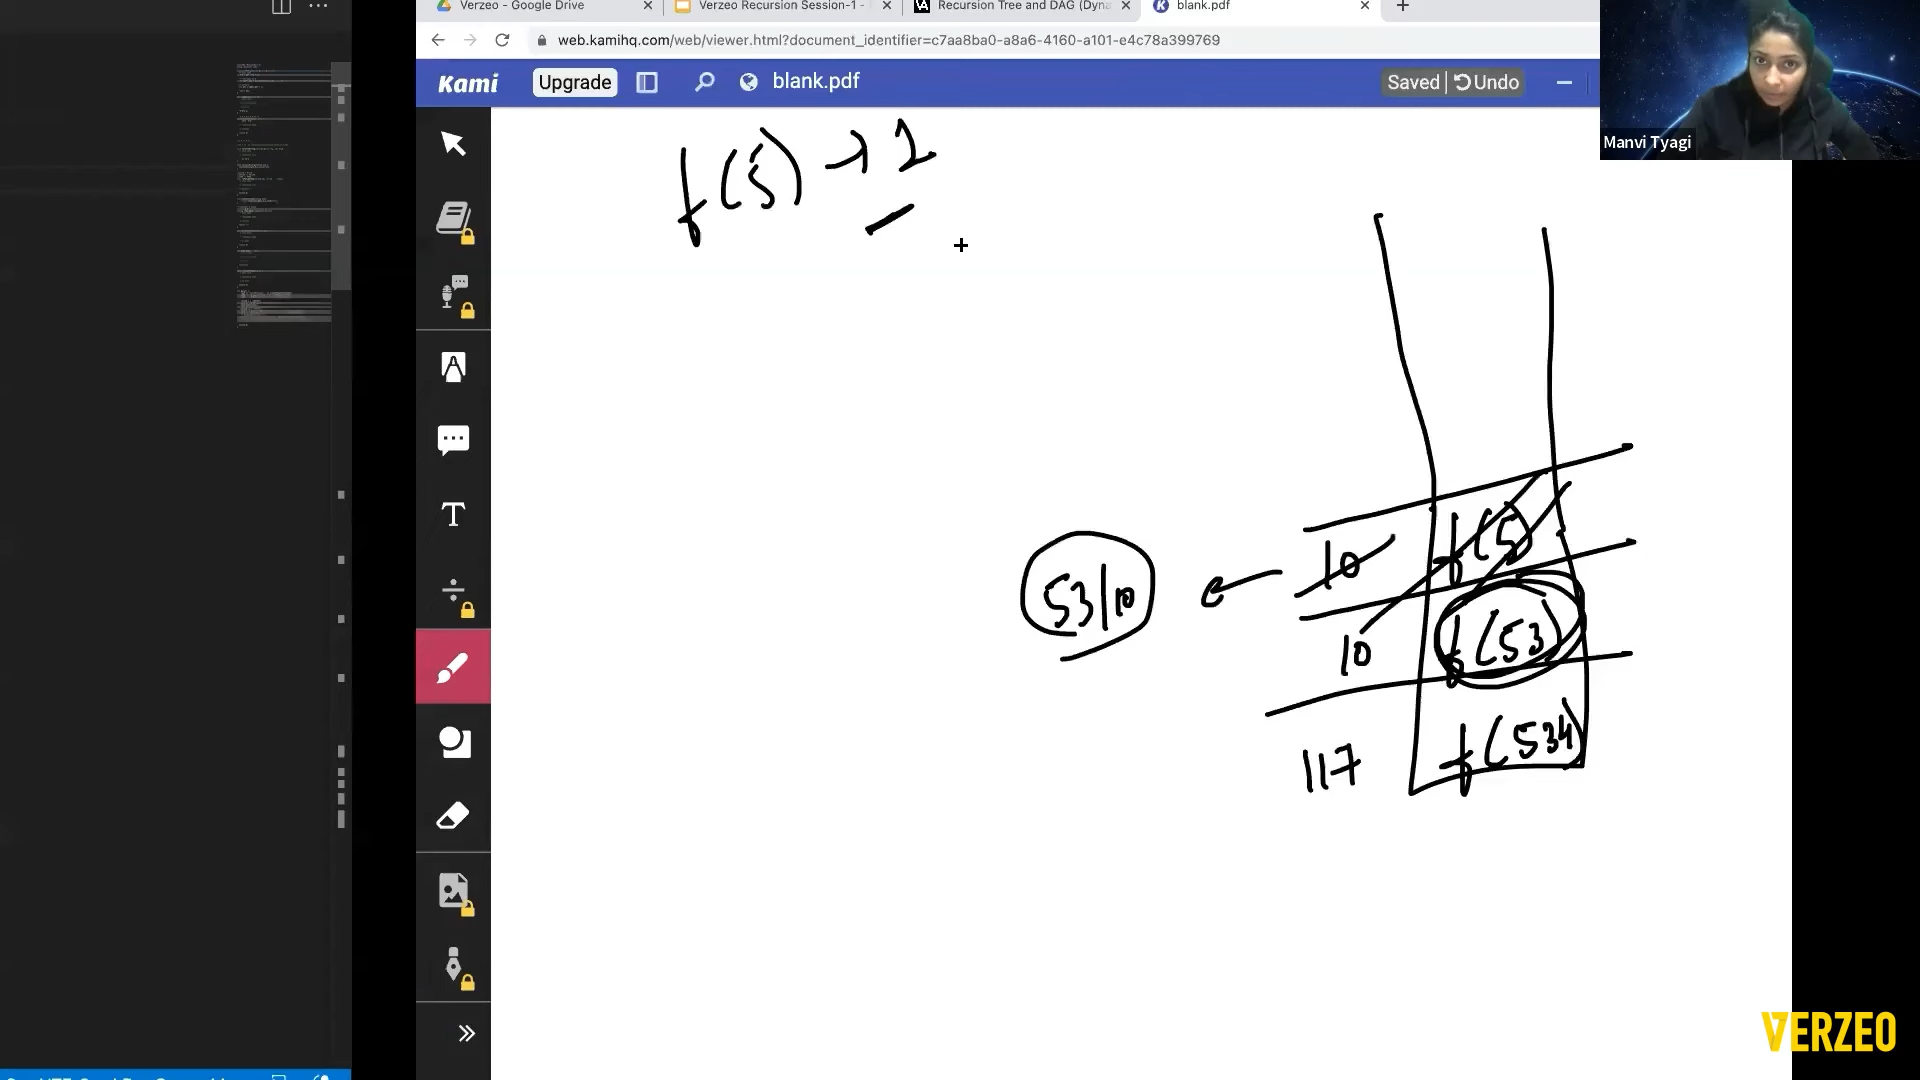 Verzeo - Google Drive
Verzeo Recursion Session-1 -
Recursion Tree and DAG (Dyna
blank.pdf
web.kamihq.com/web/viewer.html?document_identifier=c7aa8ba0-a8a6-4160-a101-e4c78a399769
Kami
Upgrade
blank.pdf
Saved
Undo
Manvi Tyagi
f(5) → 1
10 f(5)
53/10
10 f(53)
117 f(534)
VERZEO